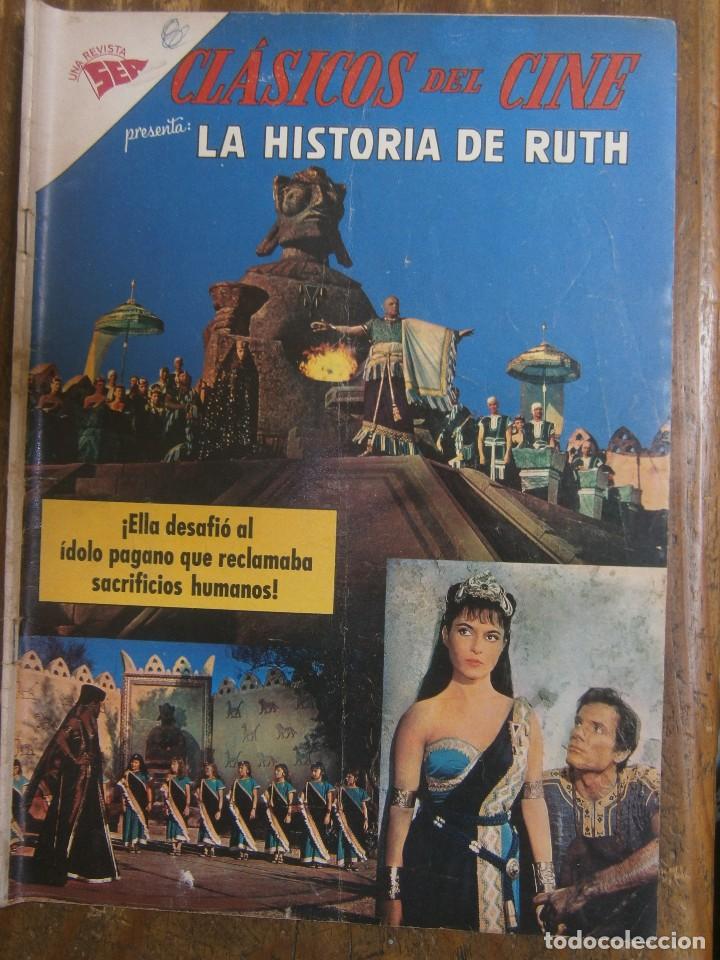 UNA REVISTA
SEA
8
CLÁSICOS DEL CINE
presenta: LA HISTORIA DE RUTH
¡Ella desafió al
ídolo pagano que reclamaba
sacrificios humanos!
todocoleccion